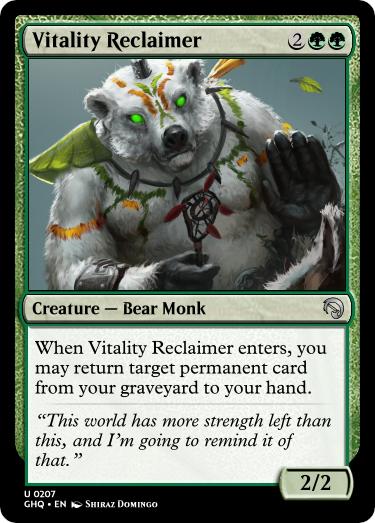 Vitality Reclaimer 2
Creature — Bear Monk
When Vitality Reclaimer enters, you
may return target permanent card
from your graveyard to your hand.
“This world has more strength left than
this, and I’m going to remind it of
that.”
2/2
U 0207
GHQ • EN Shiraz Domingo